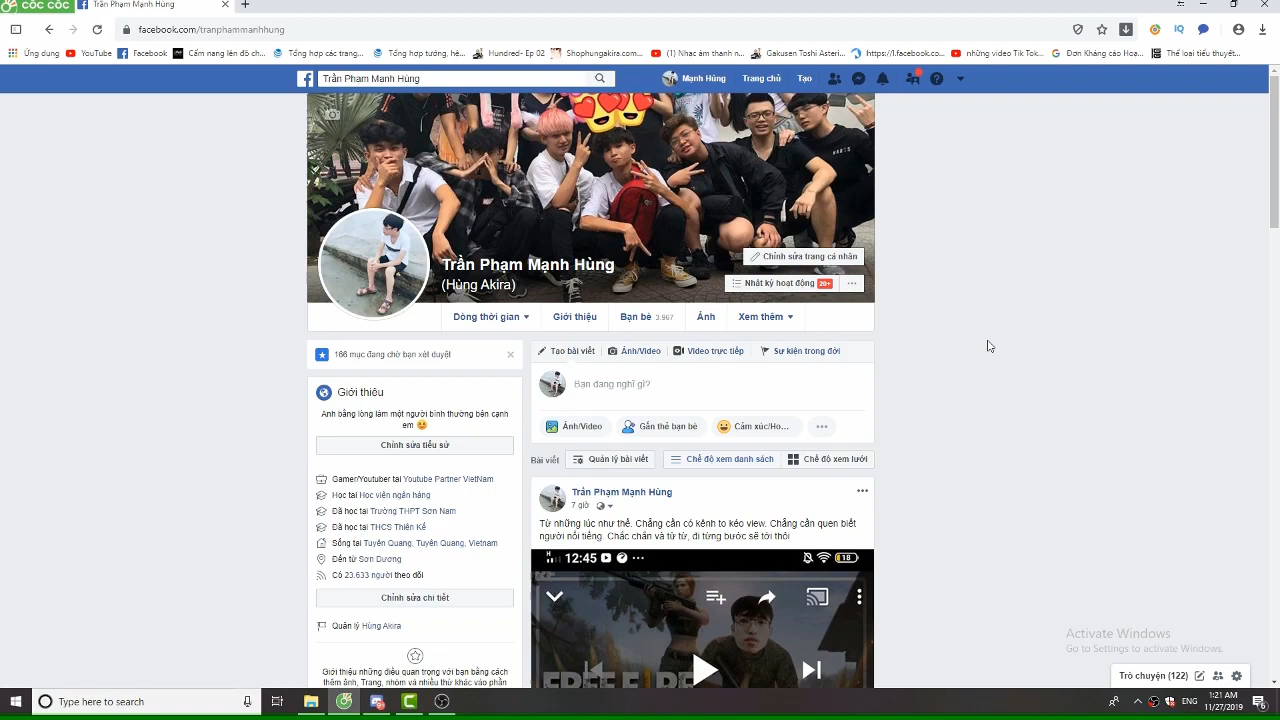 CỐC CỐC
Trần Phạm Mạnh Hùng
facebook.com/tranphammanhhung
Ứng dụng
YouTube
Facebook
Cẩm nang lên đồ ch...
Tổng hợp các trang...
Tổng hợp tướng, hé...
Hundred - Ep 02
Shophungakira.com...
(1) Nhạc âm thanh n...
Gekusen Toshi Asteri...
https://l.facebook.co...
những video Tik Tok...
Đơn Kháng cáo Hoa...
Thể loại tiểu thuyết...
Trần Phạm Mạnh Hùng
Mạnh Hùng
Trang chủ
Tạo
Chỉnh sửa trang cá nhân
Trần Phạm Mạnh Hùng
(Hùng Akira)
Nhật ký hoạt động 20+
Dòng thời gian
Giới thiệu
Bạn bè 3.967
Ảnh
Xem thêm
166 mục đang chờ bạn xét duyệt
Giới thiệu
Anh bằng lòng làm một người bình thường bên cạnh
em
Chỉnh sửa tiểu sử
Gamer/Youtuber tại Youtube Partner VietNam
Học tại Học viện ngân hàng
Đã học tại Trường THPT Sơn Nam
Đã học tại THCS Thiện Kế
Sống tại Tuyên Quang, Tuyên Quang, Vietnam
Đến từ Sơn Dương
Có 23.633 người theo dõi
Chỉnh sửa chi tiết
Quản lý Hùng Akira
Giới thiệu những điều quan trọng với bạn bằng cách
thêm ảnh, Trang, nhóm và những thứ khác vào phần
Tạo bài viết
Ảnh/Video
Video trực tiếp
Sự kiện trong đời
Bạn đang nghĩ gì?
Ảnh/Video
Gắn thẻ bạn bè
Cảm xúc/Ho...
Bài viết
Quản lý bài viết
Chế độ xem danh sách
Chế độ xem lưới
Trần Phạm Mạnh Hùng
7 giờ
Từ những lúc như thế. Chẳng cần có kênh to kéo view. Chẳng cần quen biết
người nổi tiếng. Chắc chắn và từ từ, đi từng bước sẽ tới thôi
12:45
18
FREE FIRE
Activate Windows
Go to Settings to activate Windows.
Trò chuyện (122)
Type here to search
ENG
1:21 AM
11/27/2019